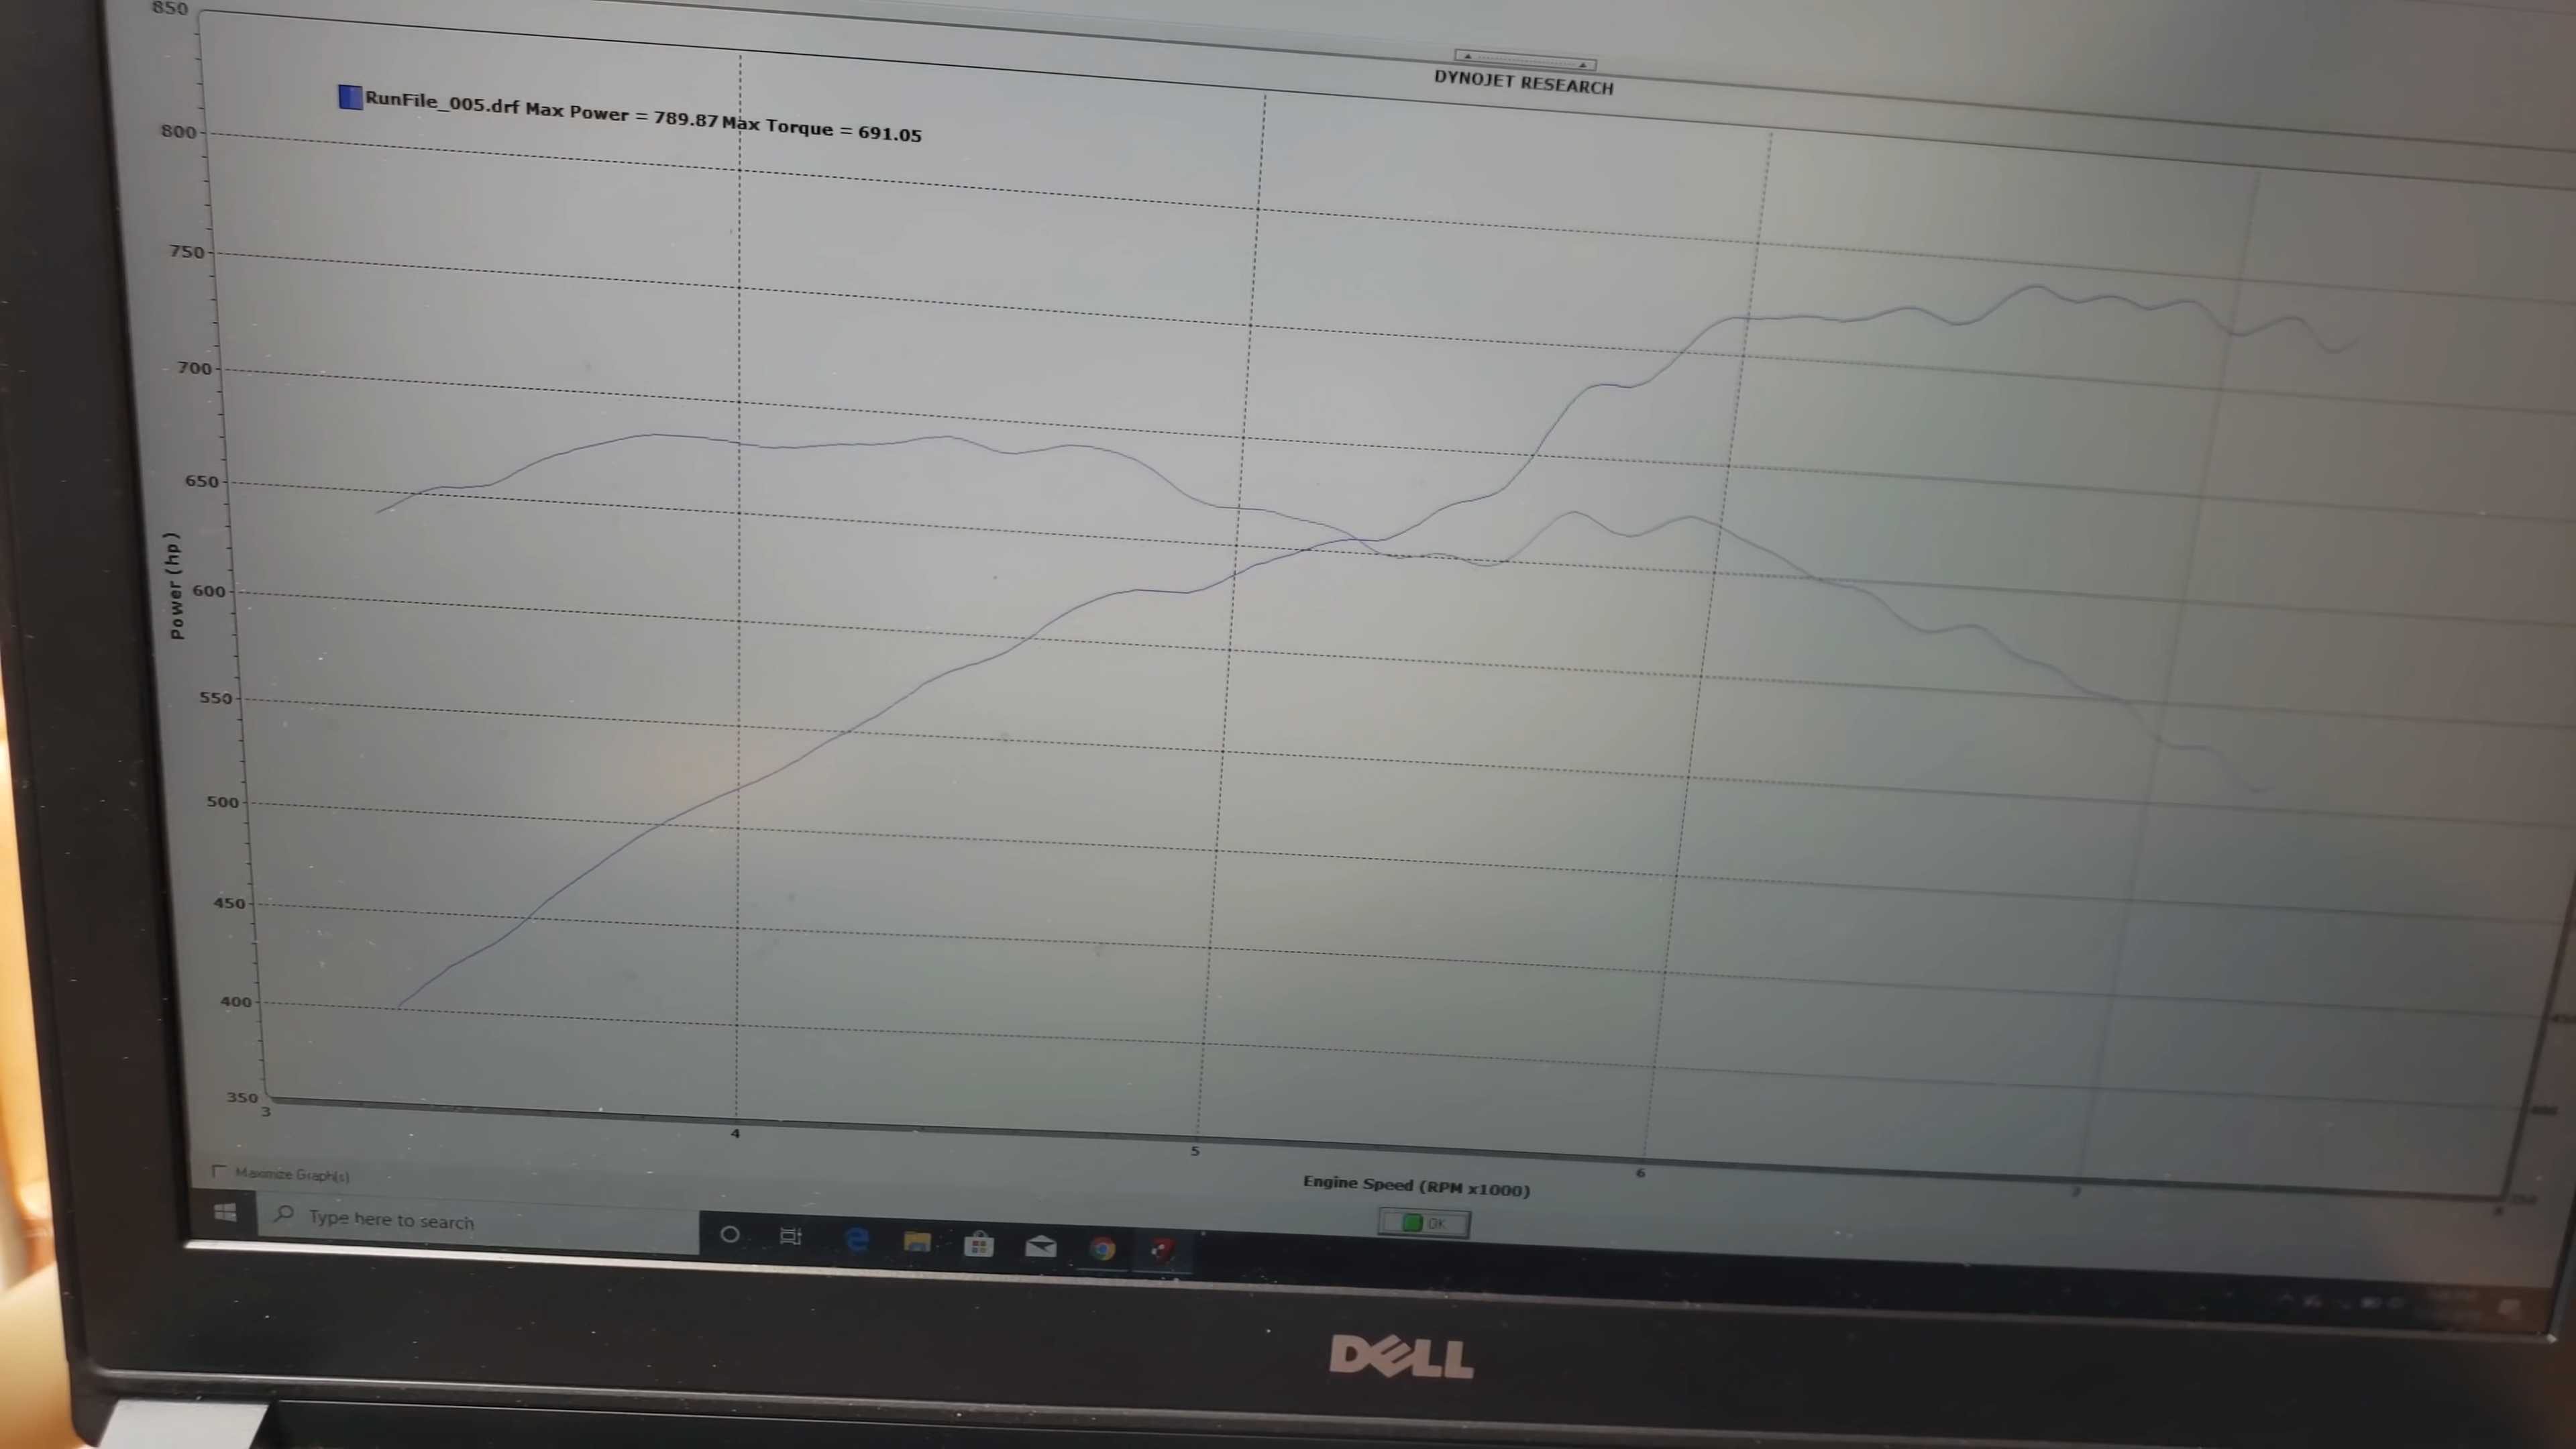 850
DYNOJET RESEARCH
RunFile_005.drf Max Power = 789.87 Max Torque = 691.05
800
750
700
650
Power (hp)
600
550
500
450
400
350
3
4
5
6
7
8
Engine Speed (RPM x1000)
Maximize Graph(s)
OK
Type here to search
DELL